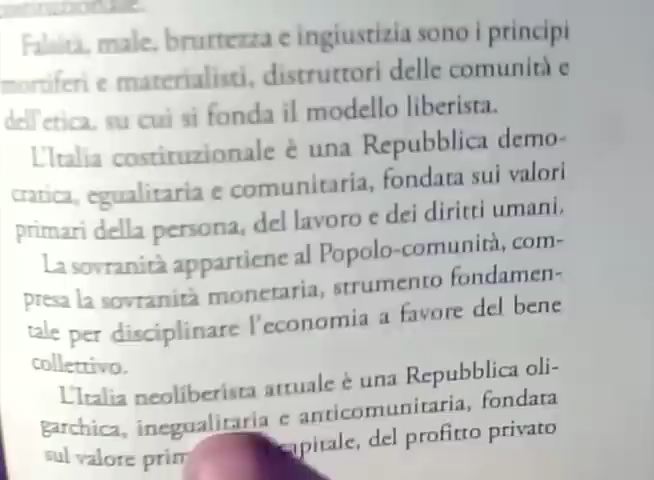 Falsità, male, bruttezza e ingiustizia sono i principi
mortiferi e materialisti, distruttori delle comunità e
dell'etica, su cui si fonda il modello liberista.
L'Italia costituzionale è una Repubblica demo-
cratica, egualitaria e comunitaria, fondata sui valori
primari della persona, del lavoro e dei diritti umani.
La sovranità appartiene al Popolo-comunità, com-
presa la sovranità monetaria, strumento fondamen-
tale per disciplinare l'economia a favore del bene
collettivo.
L'Italia neoliberista attuale è una Repubblica oli-
garchica, inegualitaria e anticomunitaria, fondata
sul valore prim apitale, del profitto privato